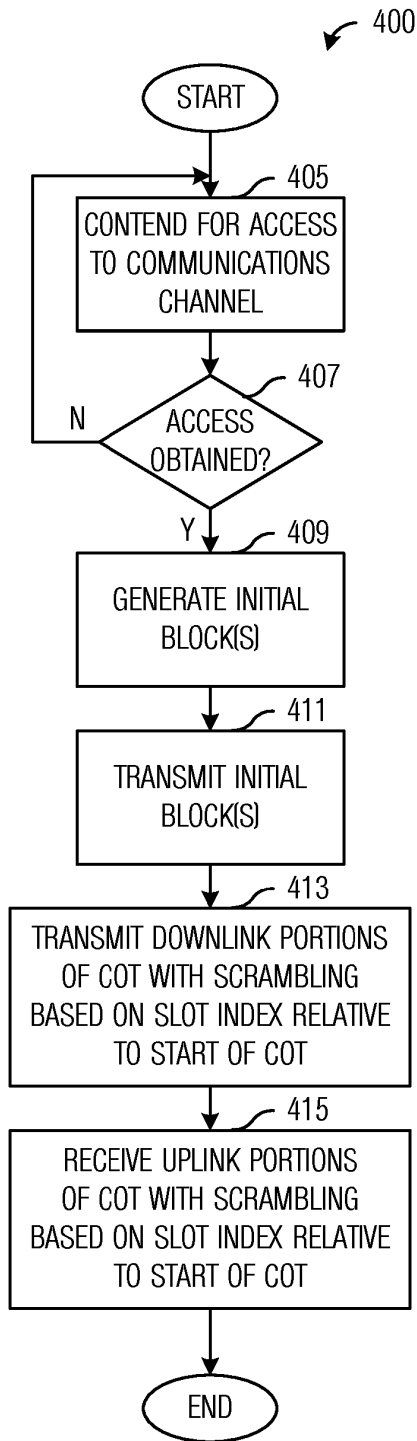 400
START
405
CONTEND FOR ACCESS
TO COMMUNICATIONS
CHANNEL
407
N
ACCESS
OBTAINED?
Y
409
GENERATE INITIAL
BLOCK(S)
411
TRANSMIT INITIAL
BLOCK(S)
413
TRANSMIT DOWNLINK PORTIONS
OF COT WITH SCRAMBLING
BASED ON SLOT INDEX RELATIVE
TO START OF COT
415
RECEIVE UPLINK PORTIONS
OF COT WITH SCRAMBLING
BASED ON SLOT INDEX RELATIVE
TO START OF COT
END